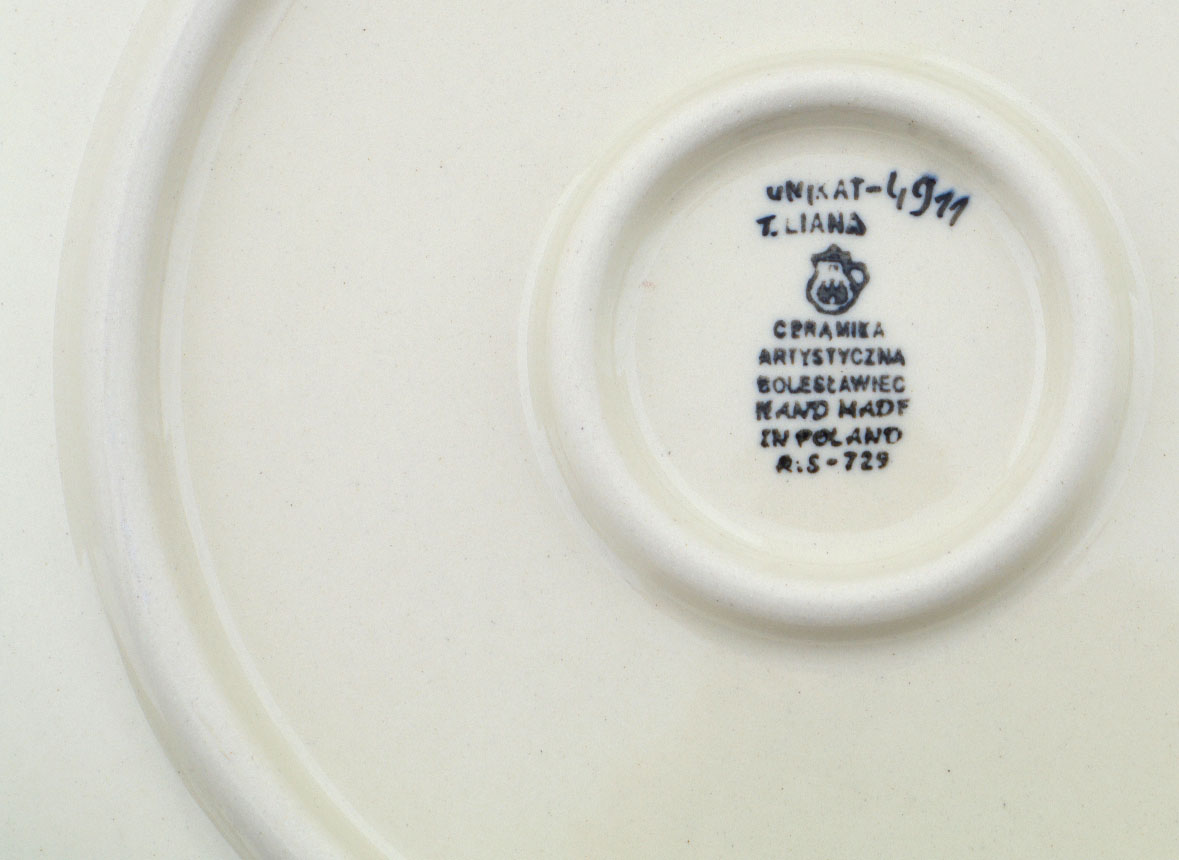 UNIKAT-4911
T. LIANA
CERAMIKA
ARTYSTYCZNA
BOLESŁAWIEC
HAND MADE
IN POLAND
R:S-729